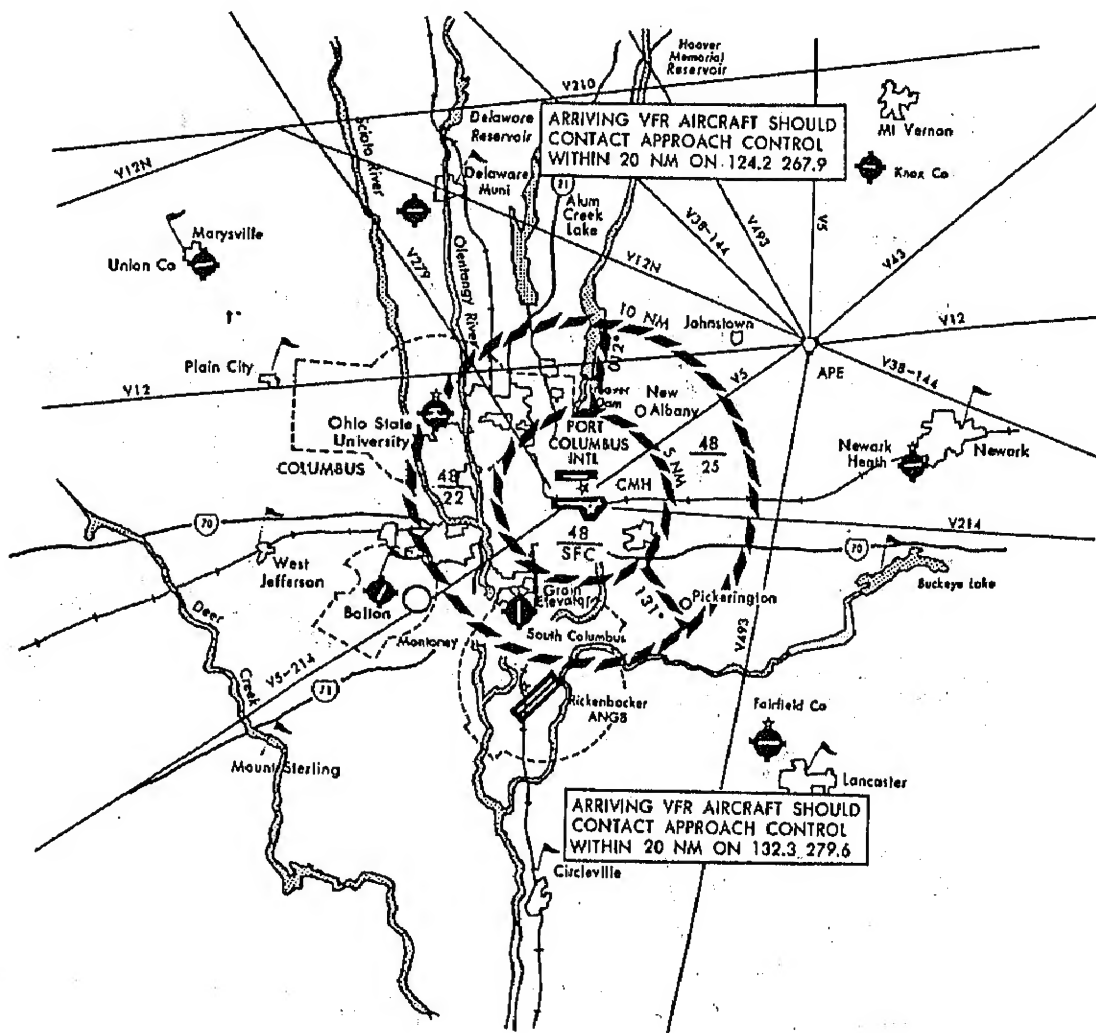 Hoover
Memorial
Reservoir
V210
Delaware
Reservoir
ARRIVING VFR AIRCRAFT SHOULD
CONTACT APPROACH CONTROL
WITHIN 20 NM ON 124.2 267.9
Mt Vernon
Knox Co
V12N
Scioto River
Delaware
Muni
71
Alum
Creek
Lake
V38-144
V493
V5
V43
Marysville
Union Co
V279
Olentangy River
V12N
10 NM
Johnstown
V12
012°
Plain City
V12
V5
APE
V38-144
New
Albany
Ohio State
University
PORT
COLUMBUS
INTL
5 NM
48
25
Newark
Heath
Newark
COLUMBUS
48
22
CMH
V214
70
48
SFC
70
West
Jefferson
Buckeye Lake
Bolton
Grain
Elevator
131°
Pickerington
Deer
Creek
Monterey
South Columbus
V5-214
71
V493
Rickenbacker
ANGB
Fairfield Co
Mount Sterling
Lancaster
ARRIVING VFR AIRCRAFT SHOULD
CONTACT APPROACH CONTROL
WITHIN 20 NM ON 132.3 279.6
Circleville